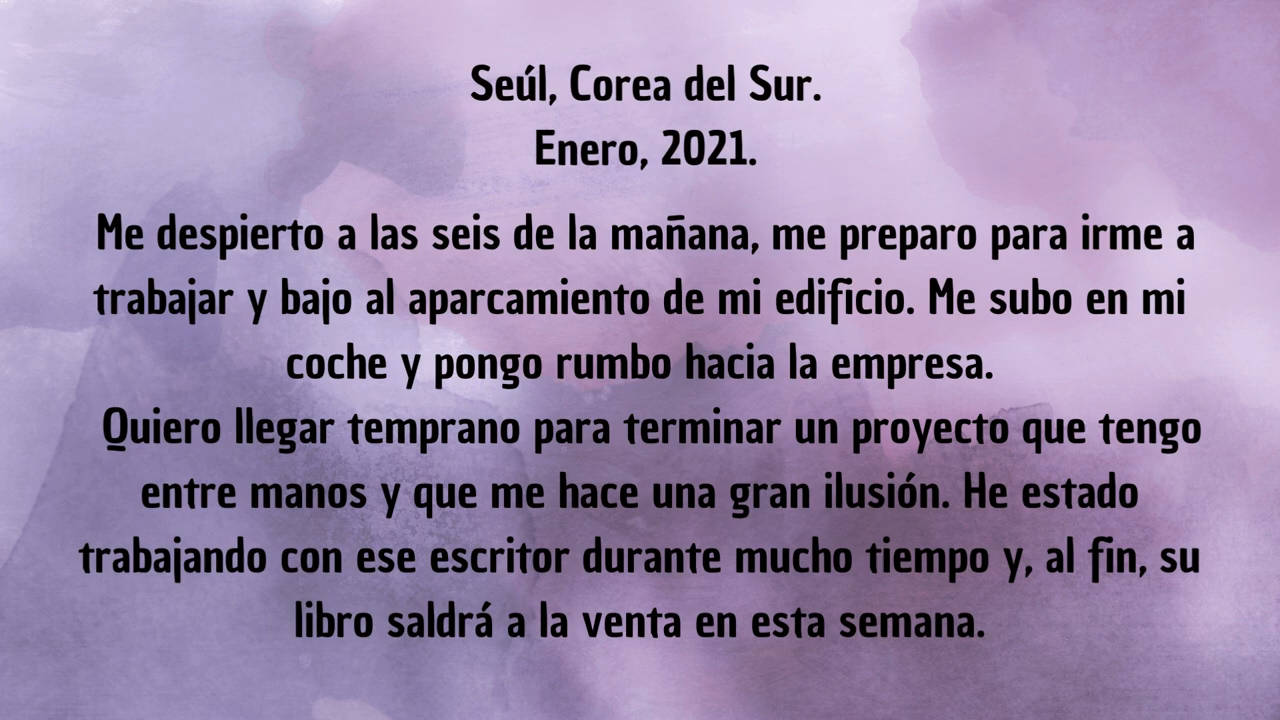 Seúl, Corea del Sur.
Enero, 2021.
Me despierto a las seis de la mañana, me preparo para irme a
trabajar y bajo al aparcamiento de mi edificio. Me subo en mi
coche y pongo rumbo hacia la empresa.
Quiero llegar temprano para terminar un proyecto que tengo
entre manos y que me hace una gran ilusión. He estado
trabajando con ese escritor durante mucho tiempo y, al fin, su
libro saldrá a la venta en esta semana.